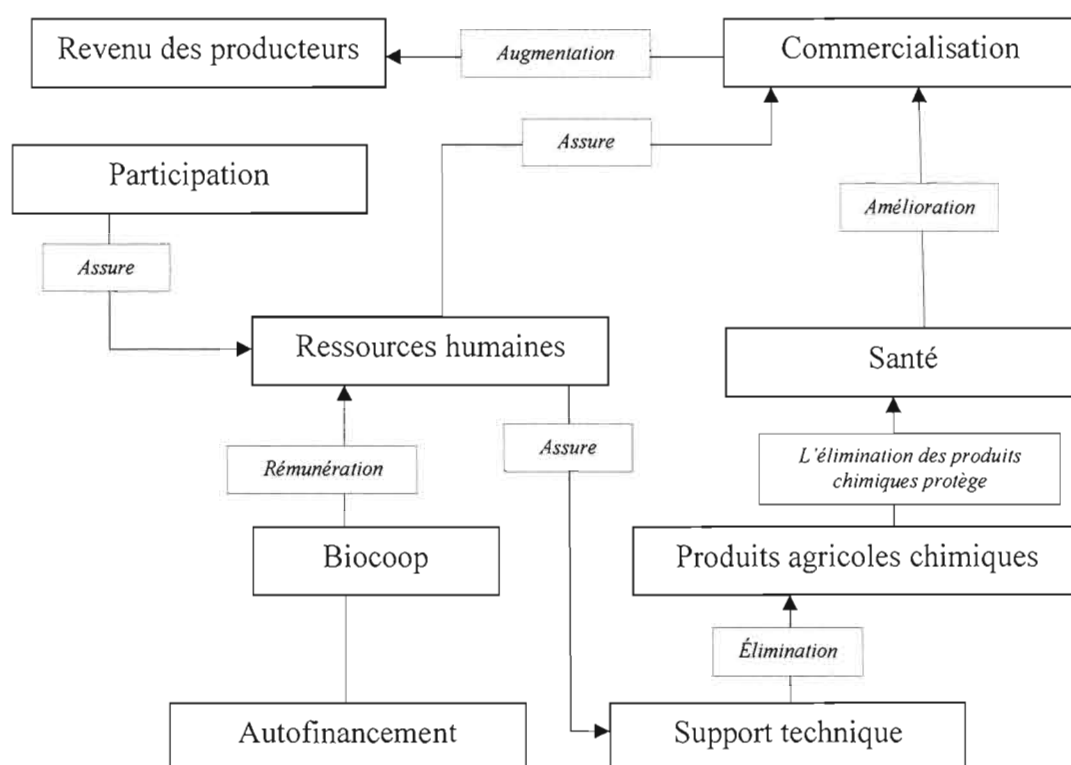 Revenu des producteurs
Augmentation
Commercialisation
Assure
Participation
Amélioration
Assure
Ressources humaines
Santé
Rémunération
Assure
L'élimination des produits
chimiques protège
Biocoop
Produits agricoles chimiques
Élimination
Autofinancement
Support technique